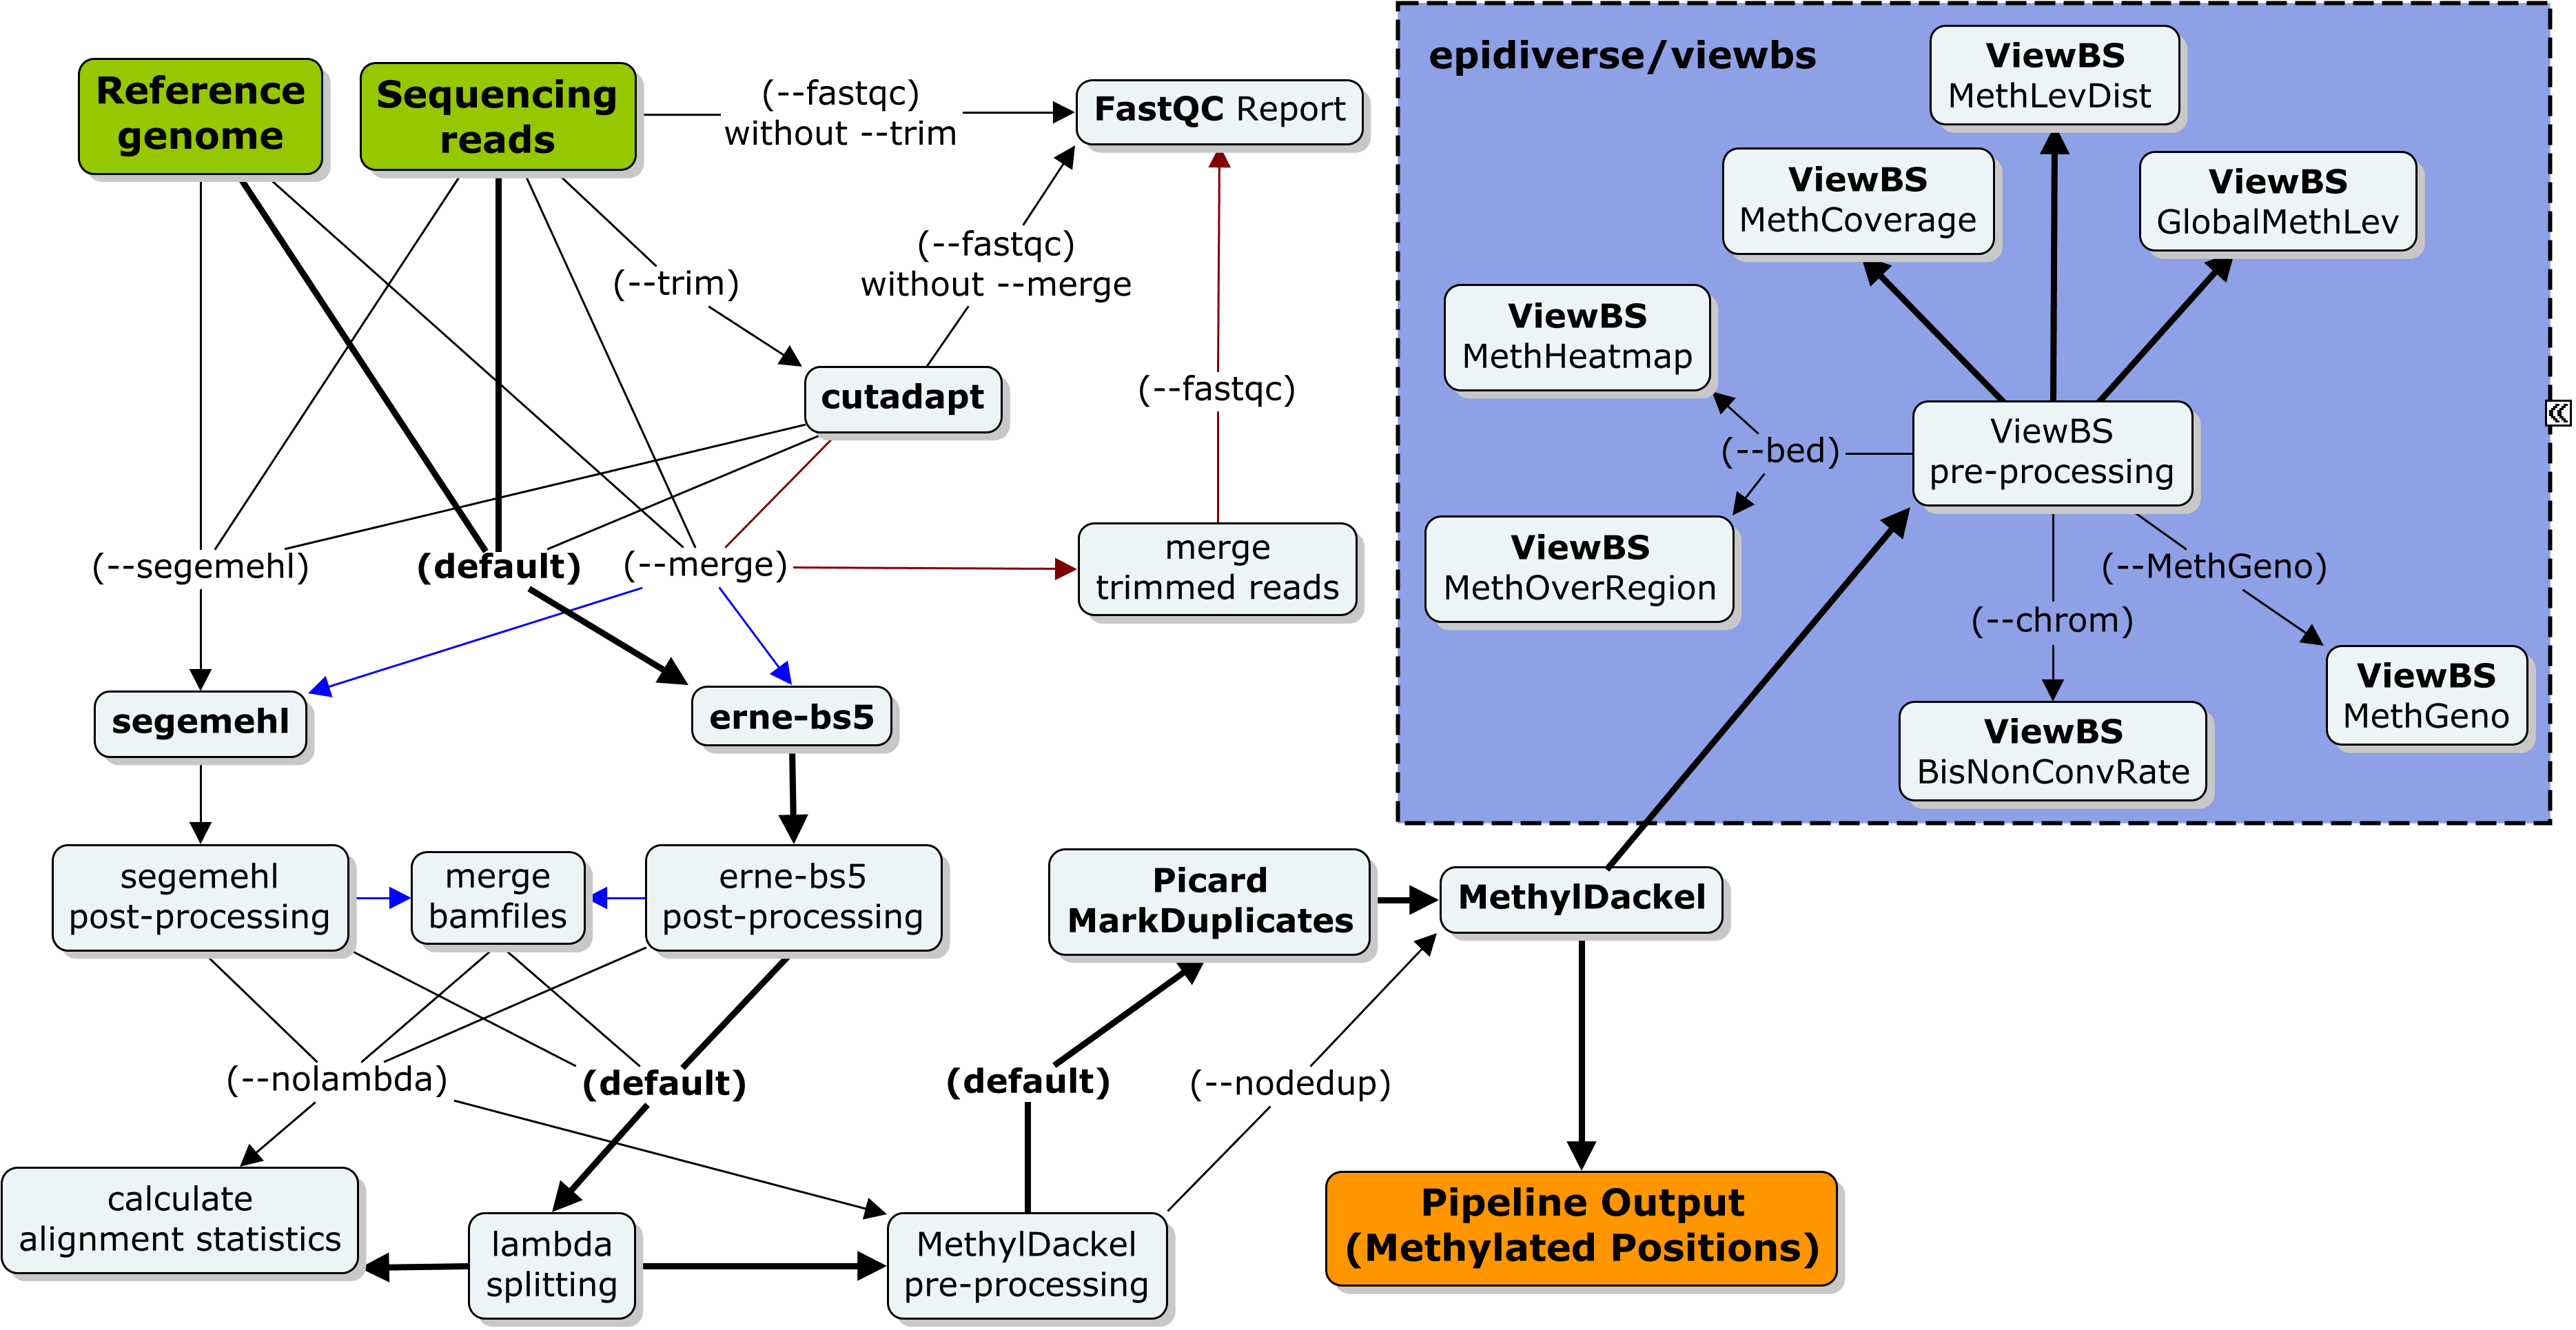 Reference
genome
Sequencing
reads
(--fastqc)
without --trim
FastQC Report
(--fastqc)
without --merge
(--trim)
cutadapt
(--fastqc)
(--segemehl)
(default)
(--merge)
merge
trimmed reads
segemehl
erne-bs5
segemehl
post-processing
merge
bamfiles
erne-bs5
post-processing
Picard
MarkDuplicates
MethylDackel
(--nolambda)
(default)
(default)
(--nodedup)
calculate
alignment statistics
lambda
splitting
MethylDackel
pre-processing
Pipeline Output
(Methylated Positions)
epidiverse/viewbs
ViewBS
MethLevDist
ViewBS
MethCoverage
ViewBS
GlobalMethLev
ViewBS
MethHeatmap
(--bed)
ViewBS
pre-processing
ViewBS
MethOverRegion
(--MethGeno)
(--chrom)
ViewBS
MethGeno
ViewBS
BisNonConvRate